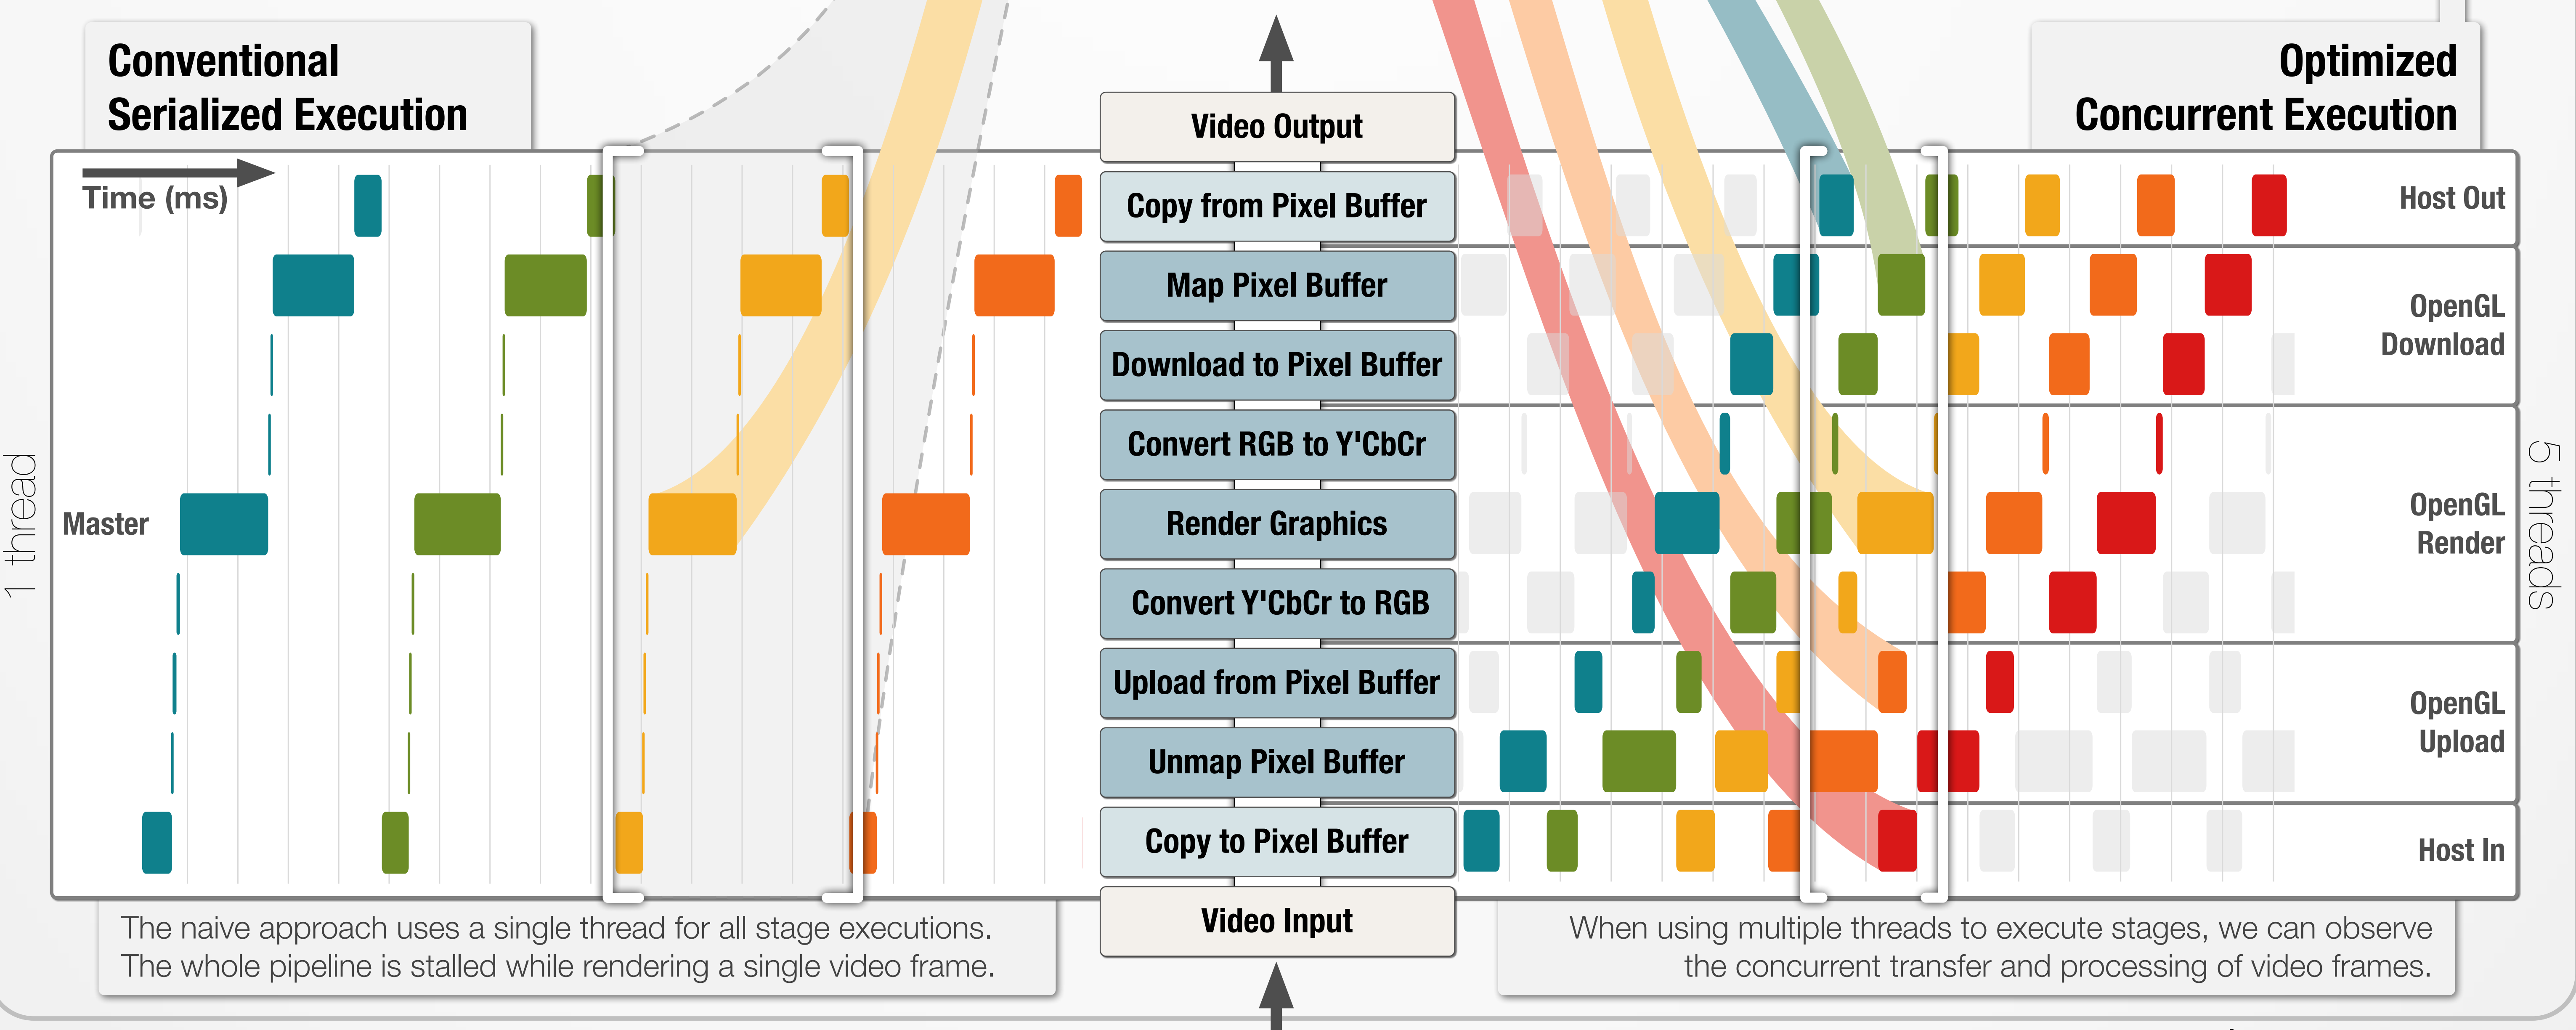 Conventional
Serialized Execution
Optimized
Concurrent Execution
Time (ms)
1 thread
Master
Video Output
Copy from Pixel Buffer
Map Pixel Buffer
Download to Pixel Buffer
Convert RGB to Y'CbCr
Render Graphics
Convert Y'CbCr to RGB
Upload from Pixel Buffer
Unmap Pixel Buffer
Copy to Pixel Buffer
Video Input
Host Out
OpenGL
Download
OpenGL
Render
OpenGL
Upload
Host In
5 threads
The naive approach uses a single thread for all stage executions.
The whole pipeline is stalled while rendering a single video frame.
When using multiple threads to execute stages, we can observe
the concurrent transfer and processing of video frames.